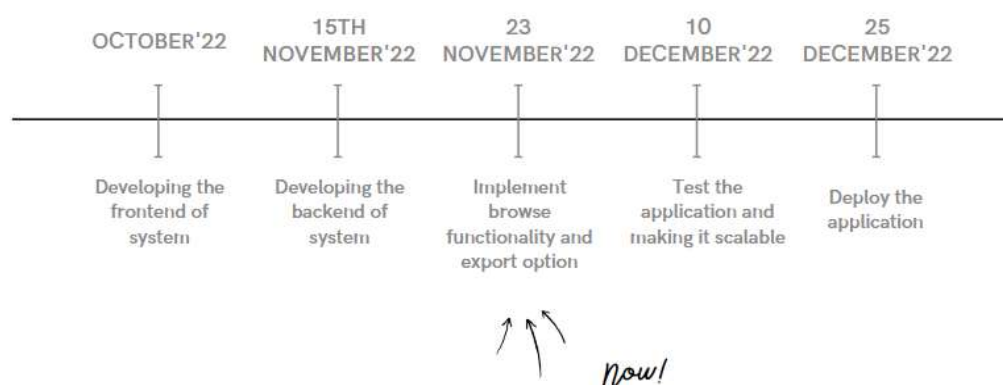 OCTOBER'22
15TH
NOVEMBER'22
23
NOVEMBER'22
10
DECEMBER'22
25
DECEMBER'22
Developing the
frontend of
system
Developing the
backend of
system
Implement
browse
functionality and
export option
Test the
application and
making it scalable
Deploy the
application
Now!